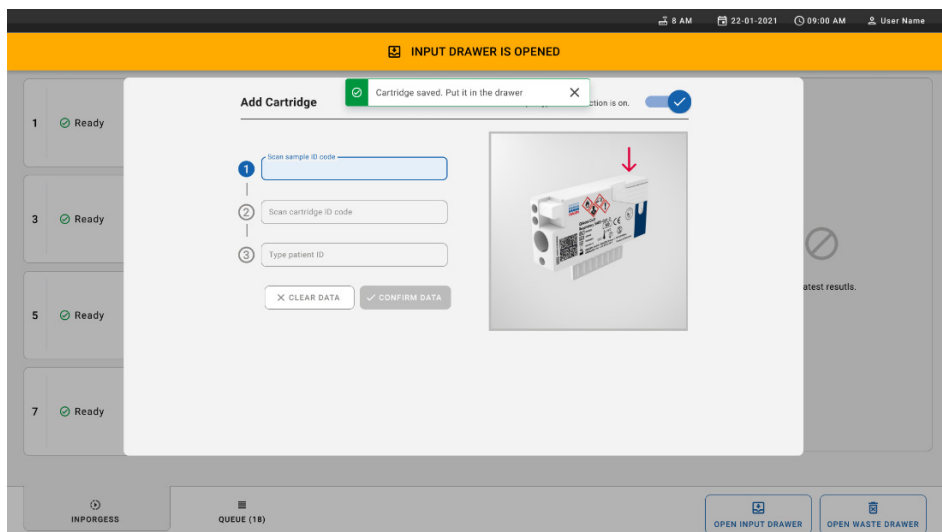 8 AM 22-01-2021 09:00 AM User Name
INPUT DRAWER IS OPENED
Add Cartridge
Cartridge saved. Put it in the drawer
ction is on.
1 Ready
3 Ready
5 Ready
7 Ready
1 Scan sample ID code
2 Scan cartridge ID code
3 Type patient ID
CLEAR DATA CONFIRM DATA
CE
atest resutls.
INPORGESS
QUEUE (18)
OPEN INPUT DRAWER
OPEN WASTE DRAWER